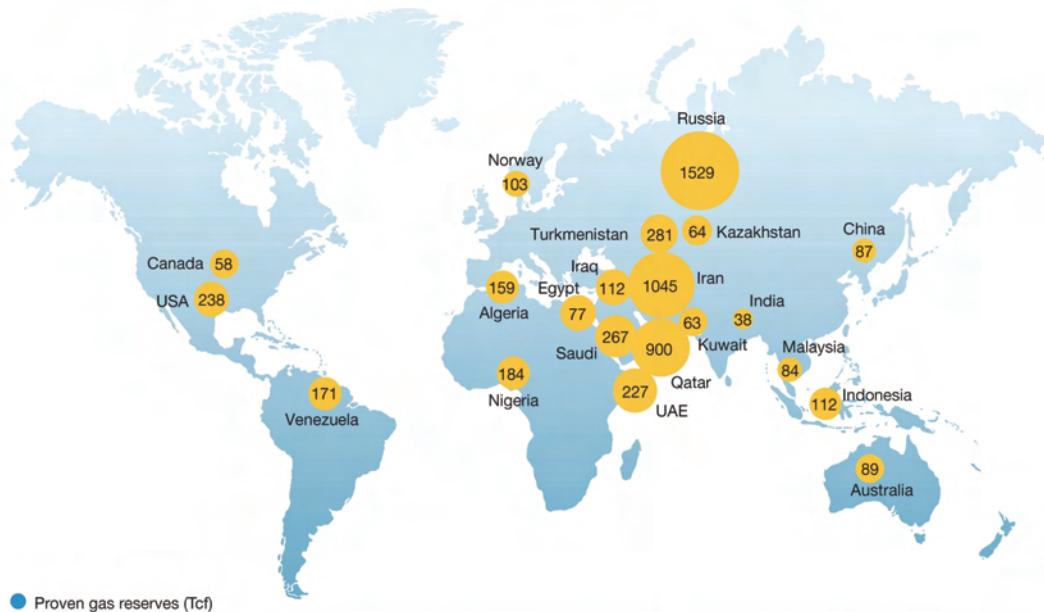 Russia
1529
Norway
103
Turkmenistan
281
64
Kazakhstan
China
87
Canada
58
USA
238
159
Algeria
Iraq
112
1045
Iran
Egypt
77
63
Kuwait
India
38
267
Saudi
900
Qatar
Malaysia
84
184
Nigeria
227
UAE
171
Venezuela
112
Indonesia
89
Australia
Proven gas reserves (Tcf)